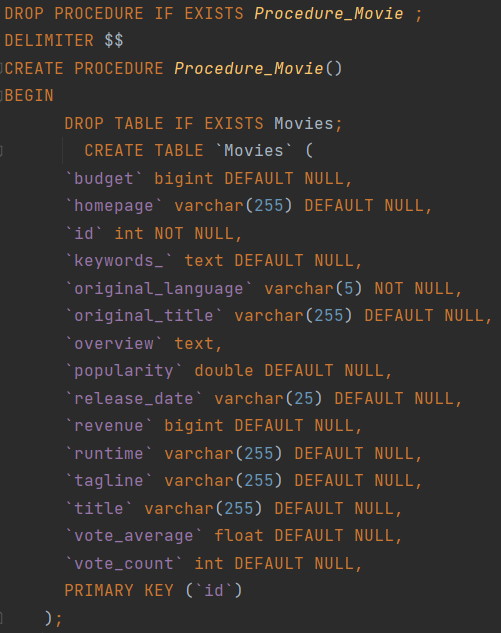 DROP PROCEDURE IF EXISTS Procedure_Movie ;
DELIMITER $$
CREATE PROCEDURE Procedure_Movie()
BEGIN
DROP TABLE IF EXISTS Movies;
CREATE TABLE `Movies` (
`budget` bigint DEFAULT NULL,
`homepage` varchar(255) DEFAULT NULL,
`id` int NOT NULL,
`keywords_` text DEFAULT NULL,
`original_language` varchar(5) NOT NULL,
`original_title` varchar(255) DEFAULT NULL,
`overview` text,
`popularity` double DEFAULT NULL,
`release_date` varchar(25) DEFAULT NULL,
`revenue` bigint DEFAULT NULL,
`runtime` varchar(255) DEFAULT NULL,
`tagline` varchar(255) DEFAULT NULL,
`title` varchar(255) DEFAULT NULL,
`vote_average` float DEFAULT NULL,
`vote_count` int DEFAULT NULL,
PRIMARY KEY (`id`)
);